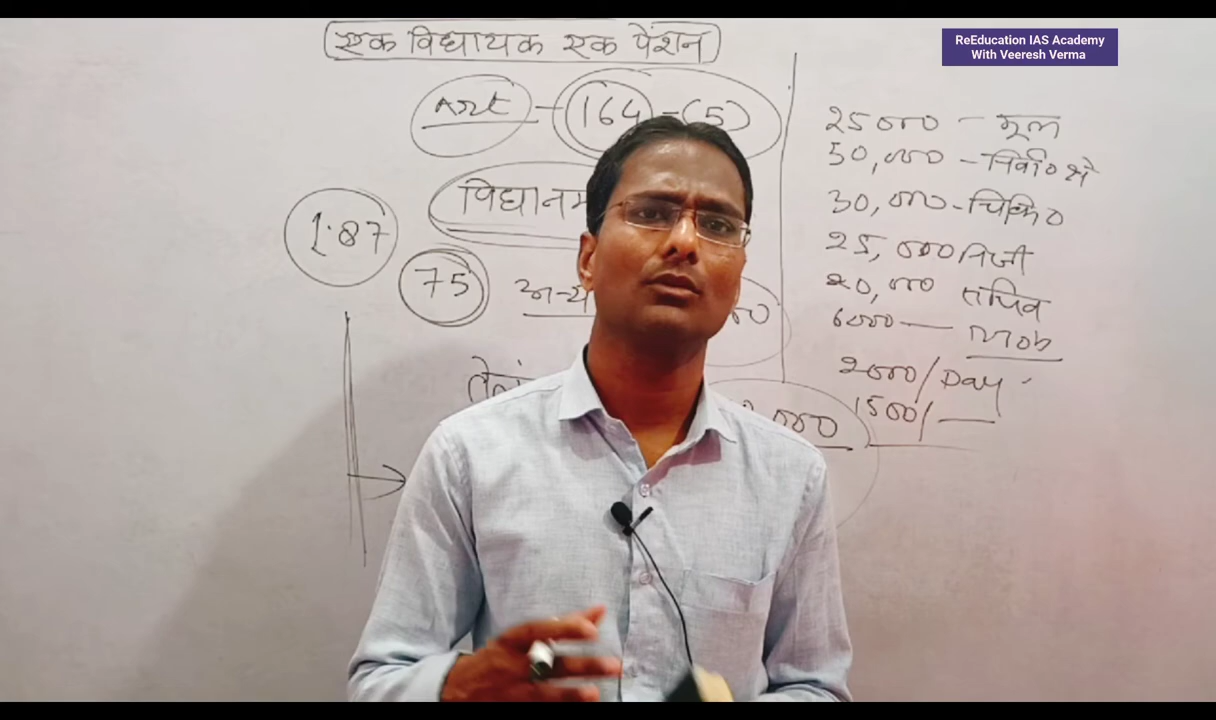 एक विधायक एक पेंशन
ReEducation IAS Academy
With Veeresh Verma
Art - 164 - (5)
1.87
75
25000 - मूल
50,000 - निर्वा० क्षे
30,000 - चिकि०
25,000 निजी
20,000 सचिव
6000 — Mob
2000/Day
1500/—